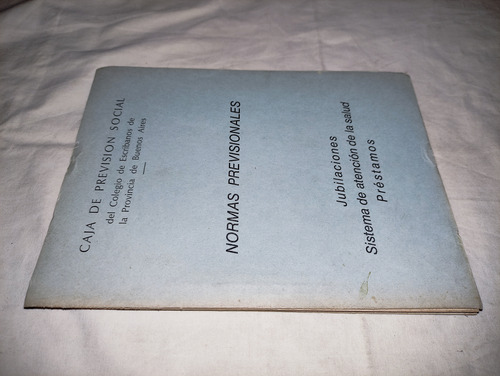 CAJA DE PREVISION SOCIAL
del Colegio de Escribanos de
la Provincia de Buenos Aires
NORMAS PREVISIONALES
Jubilaciones
Sistema de atención de la salud
Préstamos